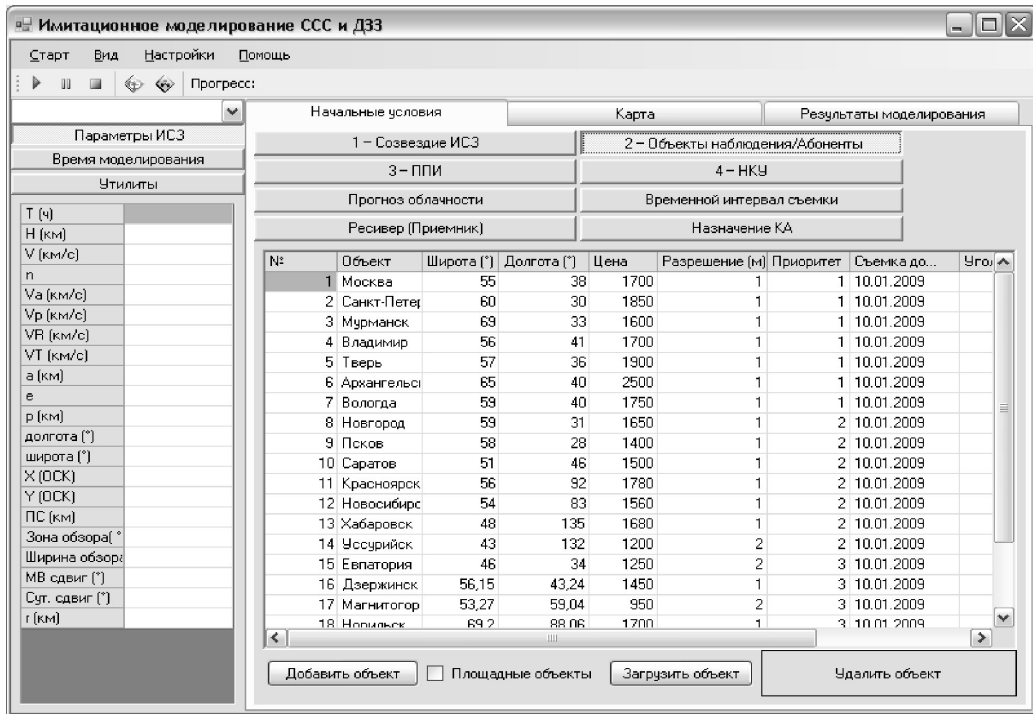 Имитационное моделирование ССС и ДЗЗ
Старт Вид Настройки Помощь
Прогресс:
Параметры ИСЗ
Время моделирования
Утилиты
T (ч)
H (км)
V (км/с)
n
Va (км/с)
Vp (км/с)
VR (км/с)
VT (км/с)
a (км)
e
p (км)
долгота (°)
широта (°)
X (ОСК)
Y (ОСК)
ПС (км)
Зона обзора( °
Ширина обзора
МВ сдвиг (°)
Сут. сдвиг (°)
r (км)
Начальные условия Карта Результаты моделирования
1 – Созвездие ИСЗ 2 – Объекты наблюдения/Абоненты
3 – ППИ 4 – НКУ
Прогноз облачности Временной интервал съемки
Ресивер (Приемник) Назначение КА
№ Объект Широта (°) Долгота (°) Цена Разрешение (м) Приоритет Съемка до... Угол
1 Москва 55 38 1700 1 1 10.01.2009
2 Санкт-Петер 60 30 1850 1 1 10.01.2009
3 Мурманск 69 33 1600 1 1 10.01.2009
4 Владимир 56 41 1700 1 1 10.01.2009
5 Тверь 57 36 1900 1 1 10.01.2009
6 Архангельс 65 40 2500 1 1 10.01.2009
7 Вологда 59 40 1750 1 1 10.01.2009
8 Новгород 59 31 1650 1 2 10.01.2009
9 Псков 58 28 1400 1 2 10.01.2009
10 Саратов 51 46 1500 1 2 10.01.2009
11 Красноярск 56 92 1780 1 2 10.01.2009
12 Новосибирс 54 83 1560 1 2 10.01.2009
13 Хабаровск 48 135 1680 1 2 10.01.2009
14 Уссурийск 43 132 1200 2 2 10.01.2009
15 Евпатория 46 34 1250 2 3 10.01.2009
16 Дзержинск 56,15 43,24 1450 1 3 10.01.2009
17 Магнитогор 53,27 59,04 950 2 3 10.01.2009
18 Норильск 69,2 88,06 1700 1 3 10.01.2009
Добавить объект Площадные объекты Загрузить объект Удалить объект